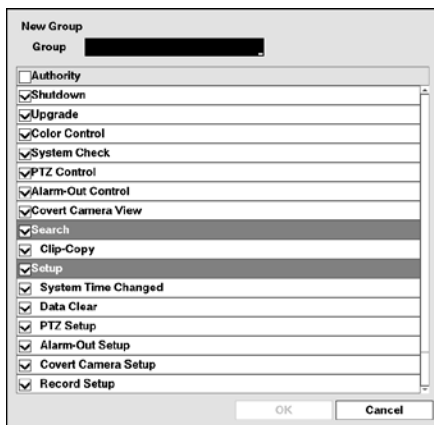 New Group
Group
Authority
Shutdown
Upgrade
Color Control
System Check
PTZ Control
Alarm-Out Control
Covert Camera View
Search
Clip-Copy
Setup
System Time Changed
Data Clear
PTZ Setup
Alarm-Out Setup
Covert Camera Setup
Record Setup
OK Cancel